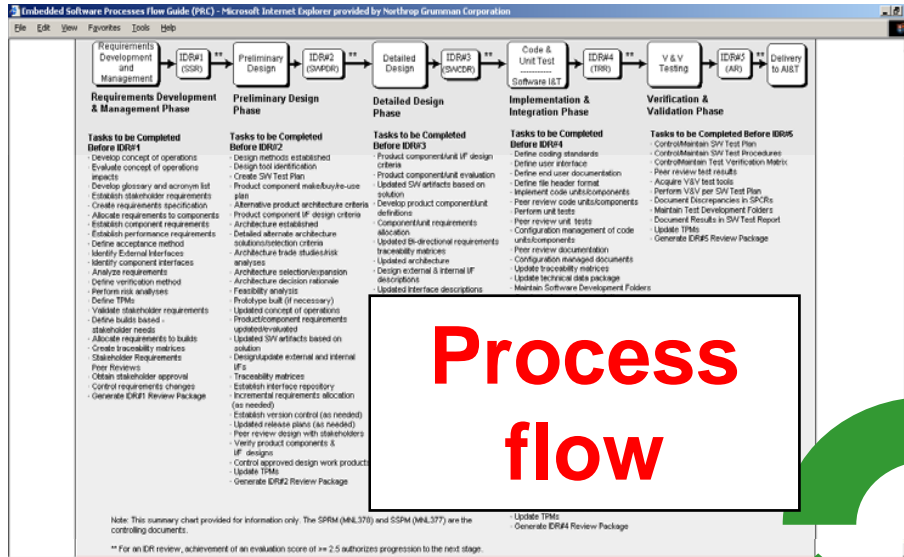 Embedded Software Processes Flow Guide (PRC) - Microsoft Internet Explorer provided by Northrop Grumman Corporation
File Edit View Favorites Tools Help
Requirements
Development
and
Management
IDR#1
(SSR)
**
Preliminary
Design
IDR#2
(SWPDR)
**
Detailed
Design
IDR#3
(SWCDR)
**
Code &
Unit Test
------------
Software I&T
IDR#4
(TRR)
**
V & V
Testing
IDR#5
(AR)
**
Delivery
to AI&T
Requirements Development
& Management Phase
Tasks to be Completed
Before IDR#1
· Develop concept of operations
· Evaluate concept of operations
impacts
· Develop glossary and acronym list
· Establish stakeholder requirements
· Create requirements specification
· Allocate requirements to components
· Establish component requirements
· Establish performance requirements
· Define acceptance method
· Identify External Interfaces
· Identify component interfaces
· Analyze requirements
· Define verification method
· Perform risk analyses
· Define TPMs
· Validate stakeholder requirements
· Define builds based -
stakeholder needs
· Allocate requirements to builds
· Create traceability matrices
· Stakeholder Requirements
Peer Reviews
· Obtain stakeholder approval
· Control requirements changes
· Generate IDR#1 Review Package
Preliminary Design
Phase
Tasks to be Completed
Before IDR#2
· Design methods established
· Design tool identification
· Create SW Test Plan
· Product component make/buy/re-use
plan
· Alternative product architecture criteria
· Product component I/F design criteria
· Architecture established
· Detailed alternate architecture
solutions/selection criteria
· Architecture trade studies/risk
analyses
· Architecture selection/expansion
· Architecture decision rationale
· Feasibility analysis
· Prototype built (if necessary)
· Updated concept of operations
· Product/component requirements
updated/evaluated
· Updated SW artifacts based on
solution
· Design/update external and internal
I/Fs
· Traceability matrices
· Establish interface repository
· Incremental requirements allocation
(as needed)
· Establish version control (as needed)
· Updated release plans (as needed)
· Peer review design with stakeholders
· Verify product components &
I/F designs
· Control approved design work products
· Update TPMs
· Generate IDR#2 Review Package
Detailed Design
Phase
Tasks to be Completed
Before IDR#3
· Product component/unit I/F design
criteria
· Product component/unit evaluation
· Updated SW artifacts based on
solution
· Develop product component/unit
definitions
· Component/unit requirements
allocation
· Updated Bi-directional requirements
traceability matrices
· Updated architecture
· Design external & internal I/F
descriptions
· Updated Interface descriptions
Implementation &
Integration Phase
Tasks to be Completed
Before IDR#4
· Define coding standards
· Define user interface
· Define end user documentation
· Define file header format
· Implement code units/components
· Peer review code units/components
· Perform unit tests
· Peer review unit tests
· Configuration management of code
units/components
· Peer review documentation
· Configuration managed documents
· Update traceability matrices
· Update technical data package
· Maintain Software Development Folders
· Update TPMs
· Generate IDR#4 Review Package
Verification &
Validation Phase
Tasks to be Completed Before IDR#5
· Control/Maintain SW Test Plan
· Control/Maintain SW Test Procedures
· Control/Maintain Test Verification Matrix
· Peer review test results
· Acquire V&V test tools
· Perform V&V per SW Test Plan
· Document Discrepancies in SPCRs
· Maintain Test Development Folders
· Document Results in SW Test Report
· Update TPMs
· Generate IDR#5 Review Package
Process
flow
Note: This summary chart provided for information only. The SPRM (MNL378) and SSPM (MNL377) are the
controlling documents.
** For an IDR review, achievement of an evaluation score of >= 2.5 authorizes progression to the next stage.